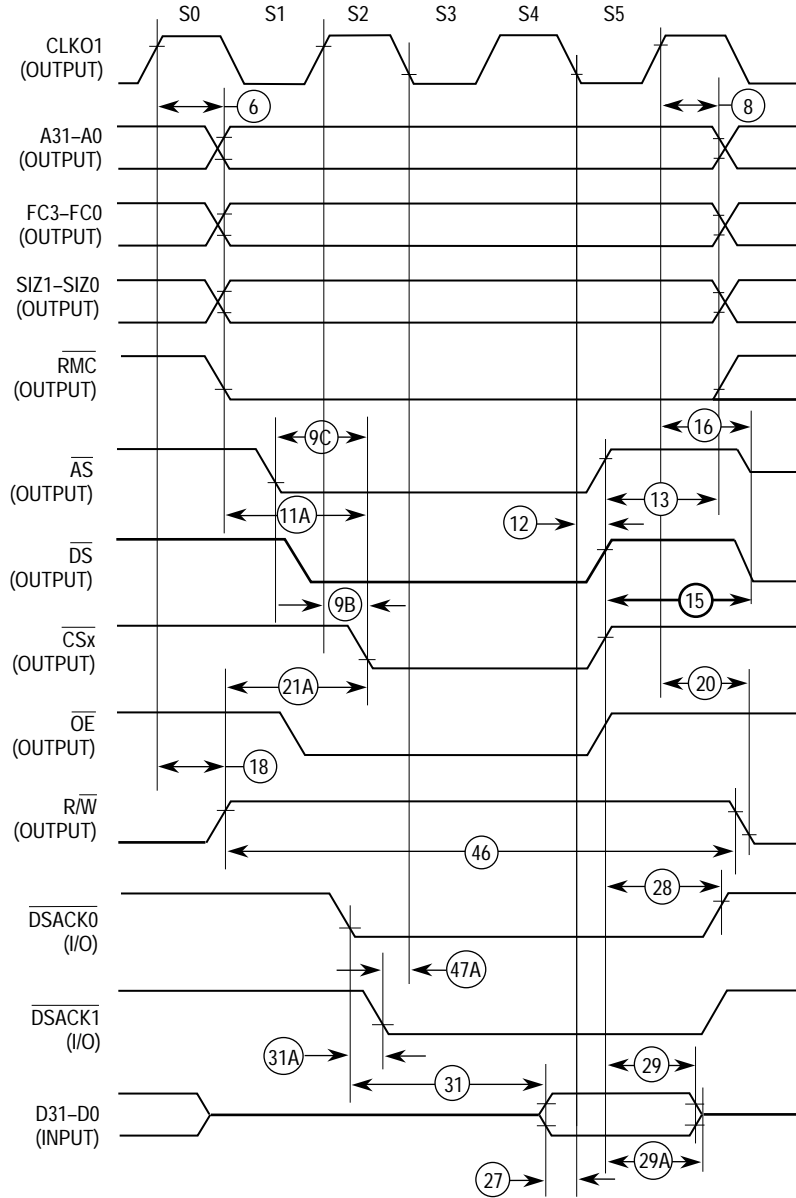 S0 S1 S2 S3 S4 S5
CLKO1
(OUTPUT)
6
8
A31–A0
(OUTPUT)
FC3–FC0
(OUTPUT)
SIZ1–SIZ0
(OUTPUT)
RMC
(OUTPUT)
16
9C
AS
(OUTPUT)
11A
12
13
DS
(OUTPUT)
9B
15
CSx
(OUTPUT)
21A
20
OE
(OUTPUT)
18
R/W
(OUTPUT)
46
28
DSACK0
(I/O)
47A
DSACK1
(I/O)
31A
31
29
D31–D0
(INPUT)
27
29A